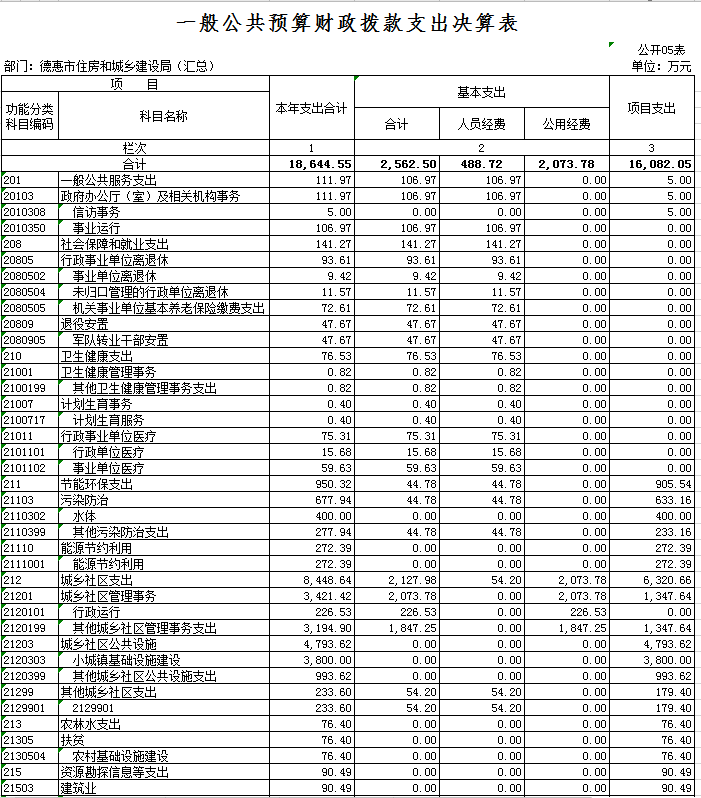 一般公共预算财政拨款支出决算表
公开05表
部门：德惠市住房和城乡建设局（汇总） 单位：万元
项 目 本年支出合计 基本支出 项目支出
功能分类科目编码 科目名称 合计 人员经费 公用经费
栏次 1 2 3
合计 18,644.55 2,562.50 488.72 2,073.78 16,082.05
201 一般公共服务支出 111.97 106.97 106.97 0.00 5.00
20103 政府办公厅（室）及相关机构事务 111.97 106.97 106.97 0.00 5.00
2010308 信访事务 5.00 0.00 0.00 0.00 5.00
2010350 事业运行 106.97 106.97 106.97 0.00 0.00
208 社会保障和就业支出 141.27 141.27 141.27 0.00 0.00
20805 行政事业单位离退休 93.61 93.61 93.61 0.00 0.00
2080502 事业单位离退休 9.42 9.42 9.42 0.00 0.00
2080504 未归口管理的行政单位离退休 11.57 11.57 11.57 0.00 0.00
2080505 机关事业单位基本养老保险缴费支出 72.61 72.61 72.61 0.00 0.00
20809 退役安置 47.67 47.67 47.67 0.00 0.00
2080905 军队转业干部安置 47.67 47.67 47.67 0.00 0.00
210 卫生健康支出 76.53 76.53 76.53 0.00 0.00
21001 卫生健康管理事务 0.82 0.82 0.82 0.00 0.00
2100199 其他卫生健康管理事务支出 0.82 0.82 0.82 0.00 0.00
21007 计划生育事务 0.40 0.40 0.40 0.00 0.00
2100717 计划生育服务 0.40 0.40 0.40 0.00 0.00
21011 行政事业单位医疗 75.31 75.31 75.31 0.00 0.00
2101101 行政单位医疗 15.68 15.68 15.68 0.00 0.00
2101102 事业单位医疗 59.63 59.63 59.63 0.00 0.00
211 节能环保支出 950.32 44.78 44.78 0.00 905.54
21103 污染防治 677.94 44.78 44.78 0.00 633.16
2110302 水体 400.00 0.00 0.00 0.00 400.00
2110399 其他污染防治支出 277.94 44.78 44.78 0.00 233.16
21110 能源节约利用 272.39 0.00 0.00 0.00 272.39
2111001 能源节约利用 272.39 0.00 0.00 0.00 272.39
212 城乡社区支出 8,448.64 2,127.98 54.20 2,073.78 6,320.66
21201 城乡社区管理事务 3,421.42 2,073.78 0.00 2,073.78 1,347.64
2120101 行政运行 226.53 226.53 0.00 226.53 0.00
2120199 其他城乡社区管理事务支出 3,194.90 1,847.25 0.00 1,847.25 1,347.64
21203 城乡社区公共设施 4,793.62 0.00 0.00 0.00 4,793.62
2120303 小城镇基础设施建设 3,800.00 0.00 0.00 0.00 3,800.00
2120399 其他城乡社区公共设施支出 993.62 0.00 0.00 0.00 993.62
21299 其他城乡社区支出 233.60 54.20 54.20 0.00 179.40
2129901 2129901 233.60 54.20 54.20 0.00 179.40
213 农林水支出 76.40 0.00 0.00 0.00 76.40
21305 扶贫 76.40 0.00 0.00 0.00 76.40
2130504 农村基础设施建设 76.40 0.00 0.00 0.00 76.40
215 资源勘探信息等支出 90.49 0.00 0.00 0.00 90.49
21503 建筑业 90.49 0.00 0.00 0.00 90.49